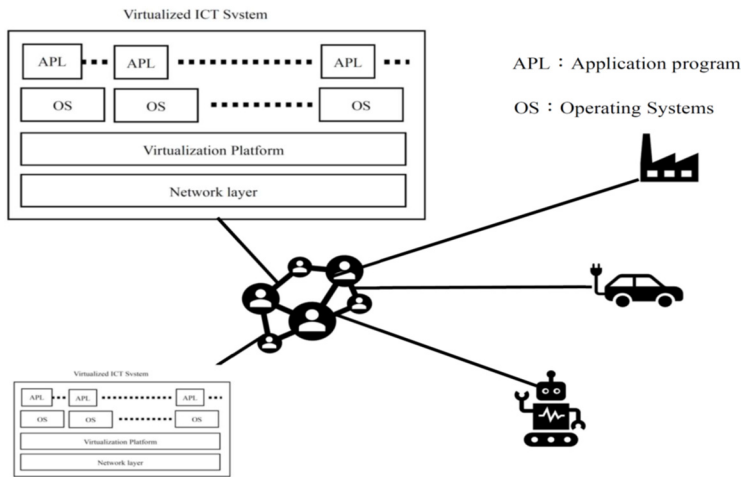 Virtualized ICT Svstem
APL APL APL
OS OS OS
Virtualization Platform
Network layer
APL：Application program
OS：Operating Systems
Virtualized ICT Svstem
APL APL APL
OS OS OS
Virtualization Platform
Network layer